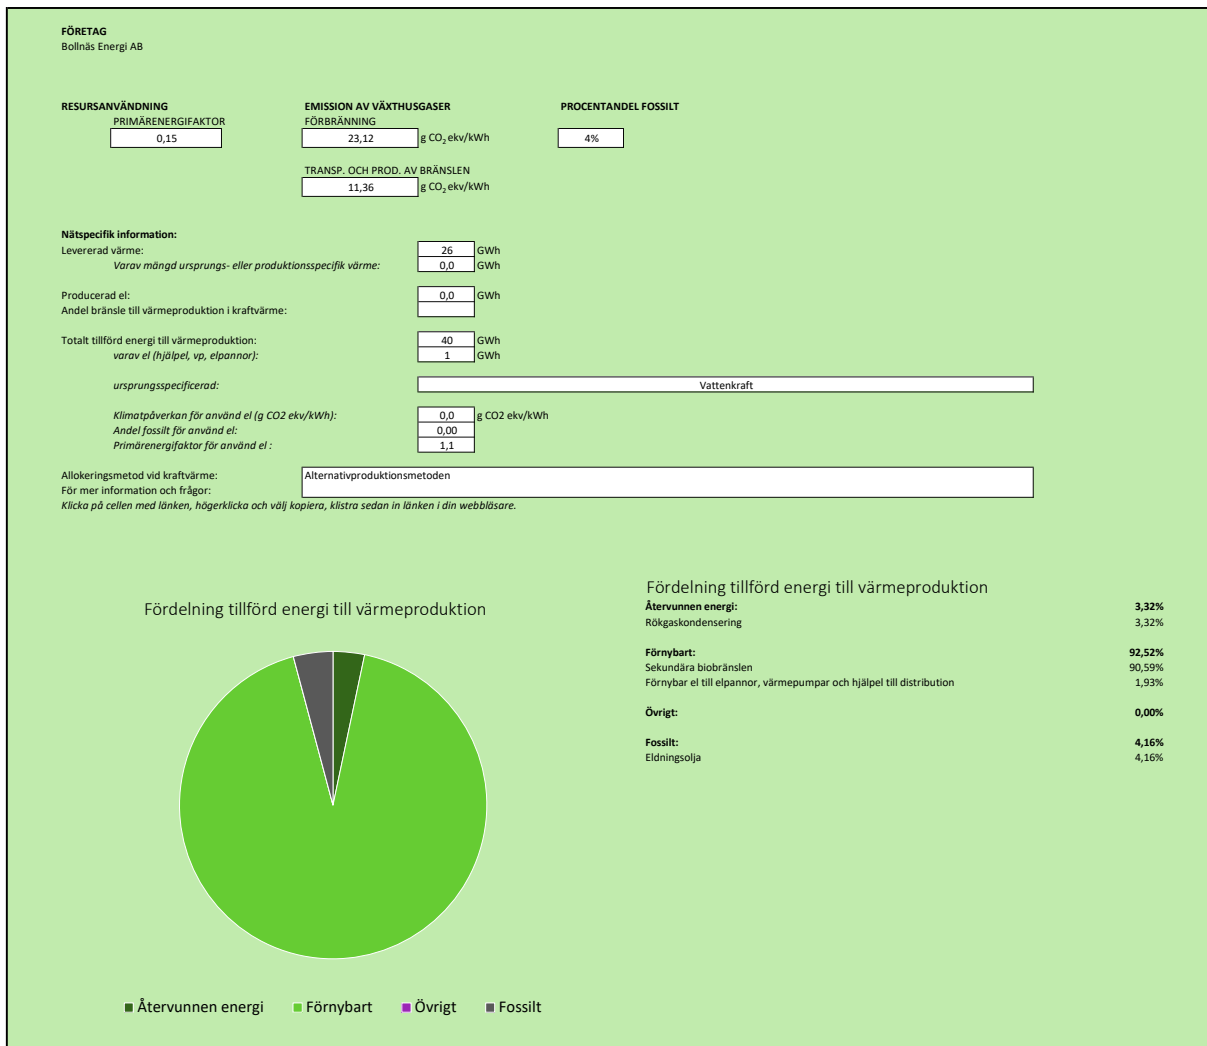 FÖRETAG
Bollnäs Energi AB
RESURSANVÄNDNING EMISSION AV VÄXTHUSGASER PROCENTANDEL FOSSILT
PRIMÄRENERGIFAKTOR FÖRBRÄNNING
0,15 23,12 g CO2 ekv/kWh 4%
TRANSP. OCH PROD. AV BRÄNSLEN
11,36 g CO2 ekv/kWh
Nätspecifik information:
Levererad värme: 26 GWh
Varav mängd ursprungs- eller produktionsspecifik värme: 0,0 GWh
Producerad el: 0,0 GWh
Andel bränsle till värmeproduktion i kraftvärme:
Totalt tillförd energi till värmeproduktion: 40 GWh
varav el (hjälpel, vp, elpannor): 1 GWh
ursprungsspecificerad: Vattenkraft
Klimatpåverkan för använd el (g CO2 ekv/kWh): 0,0 g CO2 ekv/kWh
Andel fossilt för använd el: 0,00
Primärenergifaktor för använd el : 1,1
Allokeringsmetod vid kraftvärme: Alternativproduktionsmetoden
För mer information och frågor:
Klicka på cellen med länken, högerklicka och välj kopiera, klistra sedan in länken i din webbläsare.
Fördelning tillförd energi till värmeproduktion
Återvunnen energi Förnybart Övrigt Fossilt
Fördelning tillförd energi till värmeproduktion
Återvunnen energi: 3,32%
Rökgaskondensering 3,32%
Förnybart: 92,52%
Sekundära biobränslen 90,59%
Förnybar el till elpannor, värmepumpar och hjälpel till distribution 1,93%
Övrigt: 0,00%
Fossilt: 4,16%
Eldningsolja 4,16%